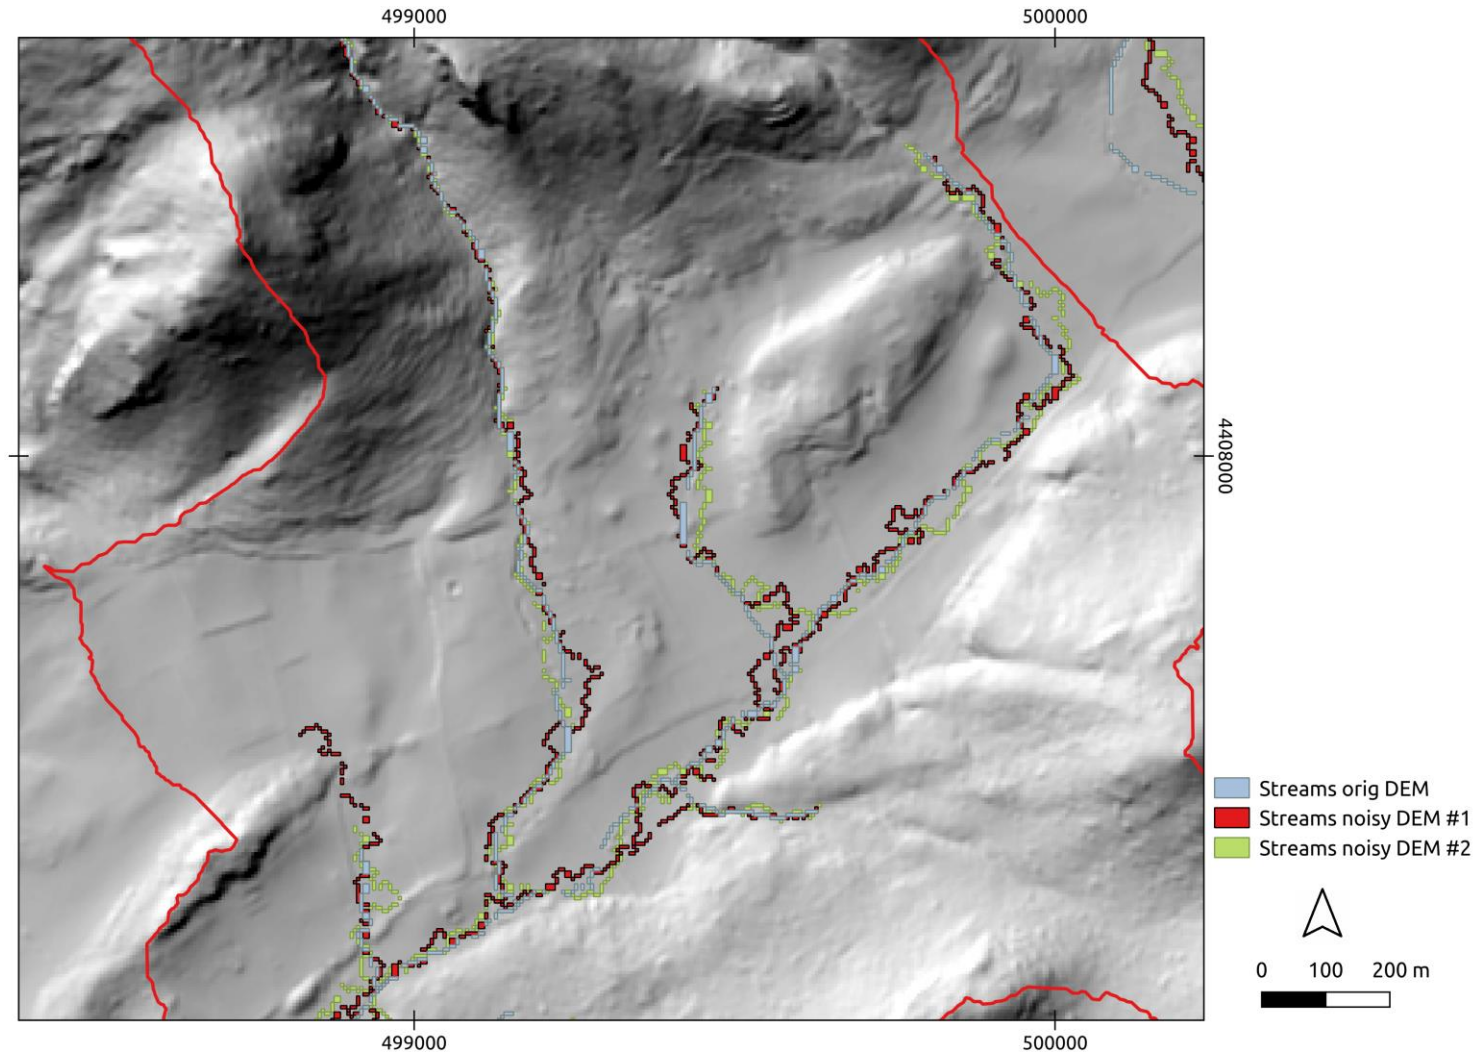 499000 500000
4408000
Streams orig DEM
Streams noisy DEM #1
Streams noisy DEM #2
0 100 200 m
499000 500000